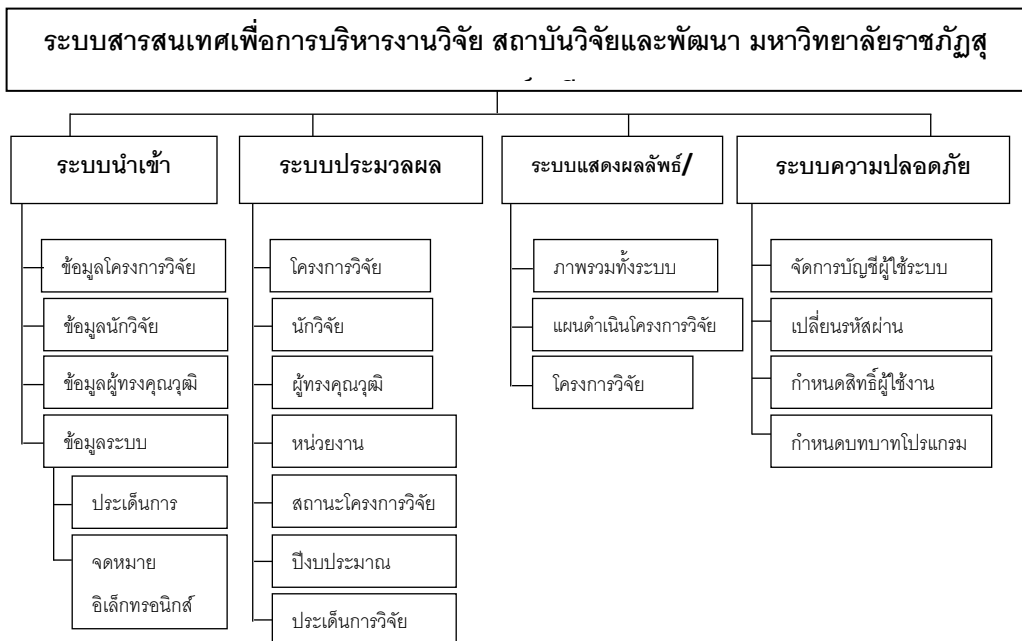 ระบบสารสนเทศเพื่อการบริหารงานวิจัย สถาบันวิจัยและพัฒนา มหาวิทยาลัยราชภัฏสุ
ระบบนำเข้า
ข้อมูลโครงการวิจัย
ข้อมูลนักวิจัย
ข้อมูลผู้ทรงคุณวุฒิ
ข้อมูลระบบ
ประเด็นการ
จดหมาย
อิเล็กทรอนิกส์
ระบบประมวลผล
โครงการวิจัย
นักวิจัย
ผู้ทรงคุณวุฒิ
หน่วยงาน
สถานะโครงการวิจัย
ปีงบประมาณ
ประเด็นการวิจัย
ระบบแสดงผลลัพธ์/
ภาพรวมทั้งระบบ
แผนดำเนินโครงการวิจัย
โครงการวิจัย
ระบบความปลอดภัย
จัดการบัญชีผู้ใช้ระบบ
เปลี่ยนรหัสผ่าน
กำหนดสิทธิ์ผู้ใช้งาน
กำหนดบทบาทโปรแกรม